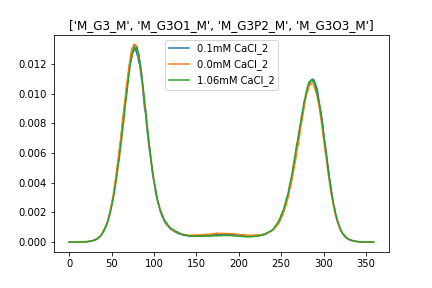 ['M_G3_M', 'M_G3O1_M', 'M_G3P2_M', 'M_G3O3_M']
0.1mM CaCl_2
0.0mM CaCl_2
1.06mM CaCl_2
0.012
0.010
0.008
0.006
0.004
0.002
0.000
0 50 100 150 200 250 300 350